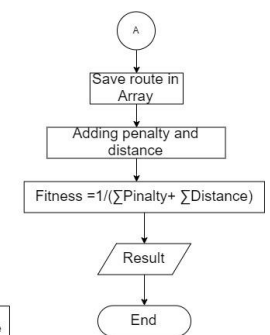 A
Save route in
Array
Adding penalty and
distance
Fitness =1/(∑Pinalty+ ∑Distance)
Result
End